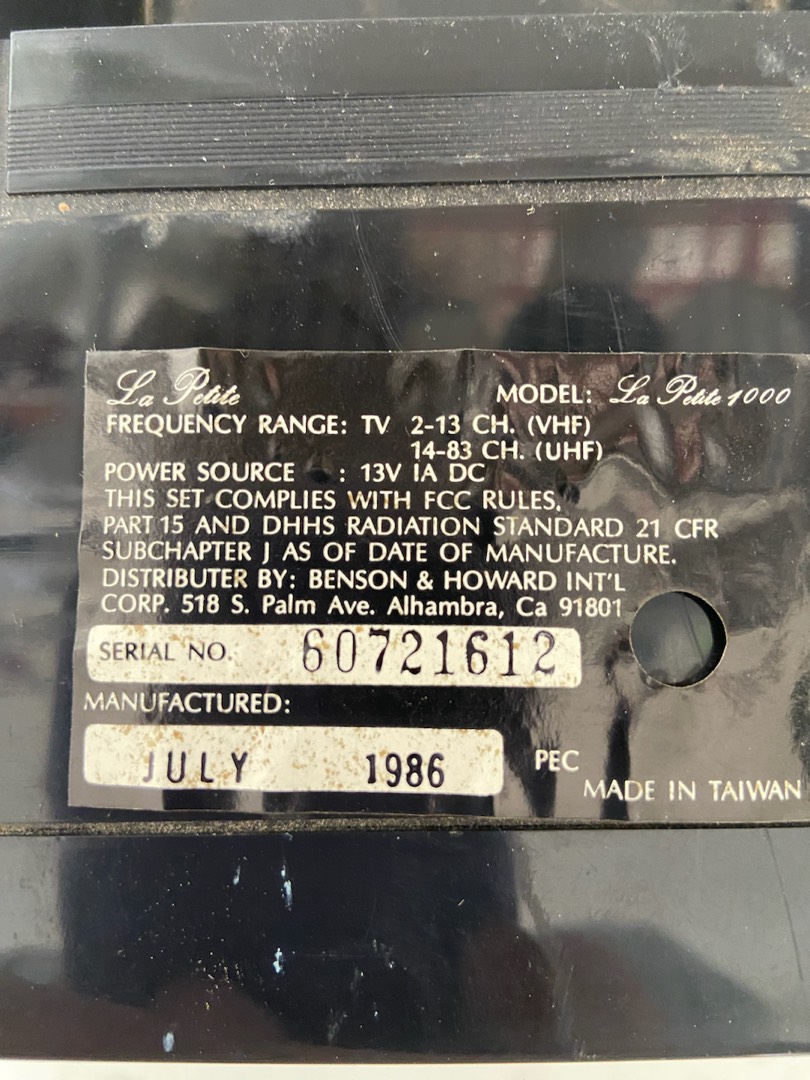 La Petite MODEL: La Petite 1000
FREQUENCY RANGE: TV 2-13 CH. (VHF)
14-83 CH. (UHF)
POWER SOURCE : 13V 1A DC
THIS SET COMPLIES WITH FCC RULES,
PART 15 AND DHHS RADIATION STANDARD 21 CFR
SUBCHAPTER J AS OF DATE OF MANUFACTURE.
DISTRIBUTER BY: BENSON & HOWARD INT'L
CORP. 518 S. Palm Ave. Alhambra, Ca 91801
SERIAL NO. 60721612
MANUFACTURED:
JULY 1986 PEC
MADE IN TAIWAN